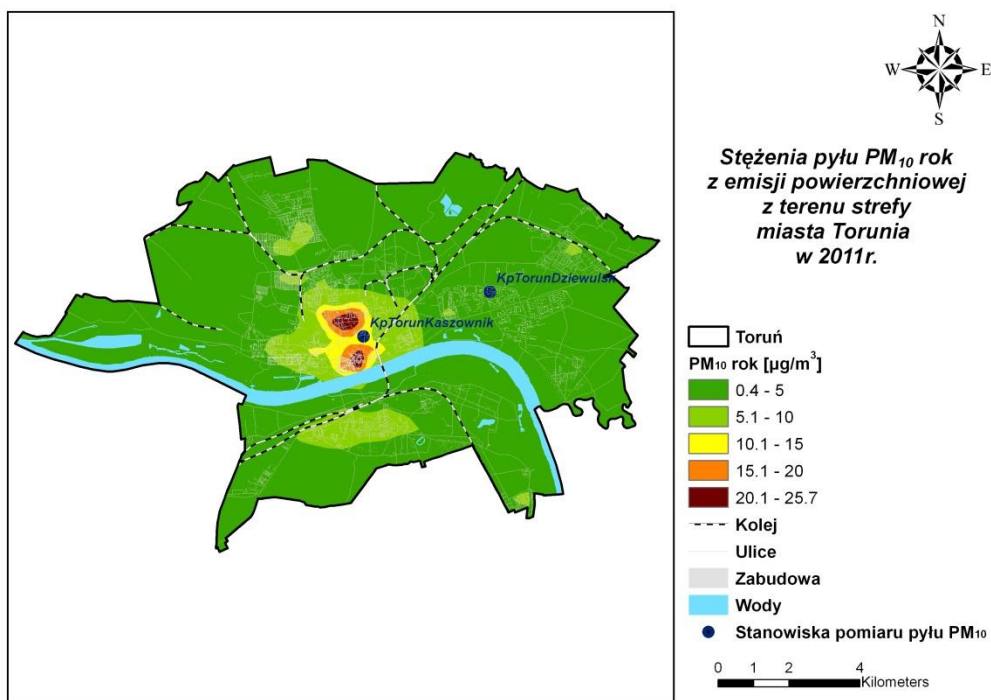 N
W E
S
Stężenia pyłu PM10 rok
z emisji powierzchniowej
z terenu strefy
miasta Torunia
w 2011r.
KpTorunDziewulsk
KpTorunKaszownik
Toruń
PM10 rok [µg/m³]
0.4 - 5
5.1 - 10
10.1 - 15
15.1 - 20
20.1 - 25.7
Kolej
Ulice
Zabudowa
Wody
Stanowiska pomiaru pyłu PM10
0 1 2 4
Kilometers